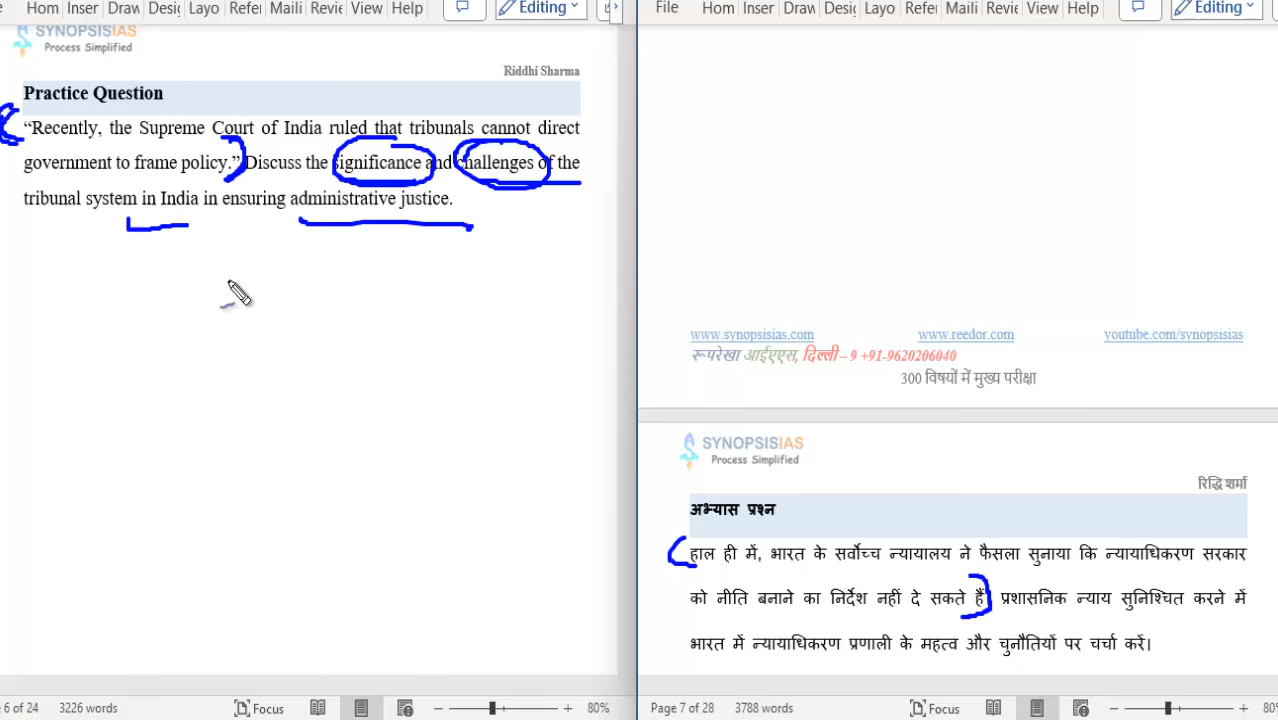 Hom Inser Draw Desig Layo Refer Maili Revie View Help Editing
SYNOPSISIAS
Process Simplified
Riddhi Sharma
Practice Question
“Recently, the Supreme Court of India ruled that tribunals cannot direct
government to frame policy.” Discuss the significance and challenges of the
tribunal system in India in ensuring administrative justice.
6 of 24 3226 words Focus 80%
File Hom Inser Draw Desig Layo Refer Maili Revie View Help Editing
www.synopsisias.com www.reedor.com youtube.com/synopsisias
रूपरेखा आईएएस, दिल्ली – 9 +91-9620206040
300 विषयों में मुख्य परीक्षा
SYNOPSISIAS
Process Simplified
रिद्धि शर्मा
अभ्यास प्रश्न
हाल ही में, भारत के सर्वोच्च न्यायालय ने फैसला सुनाया कि न्यायाधिकरण सरकार
को नीति बनाने का निर्देश नहीं दे सकते हैं प्रशासनिक न्याय सुनिश्चित करने में
भारत में न्यायाधिकरण प्रणाली के महत्व और चुनौतियों पर चर्चा करें।
Page 7 of 28 3788 words Focus 80%